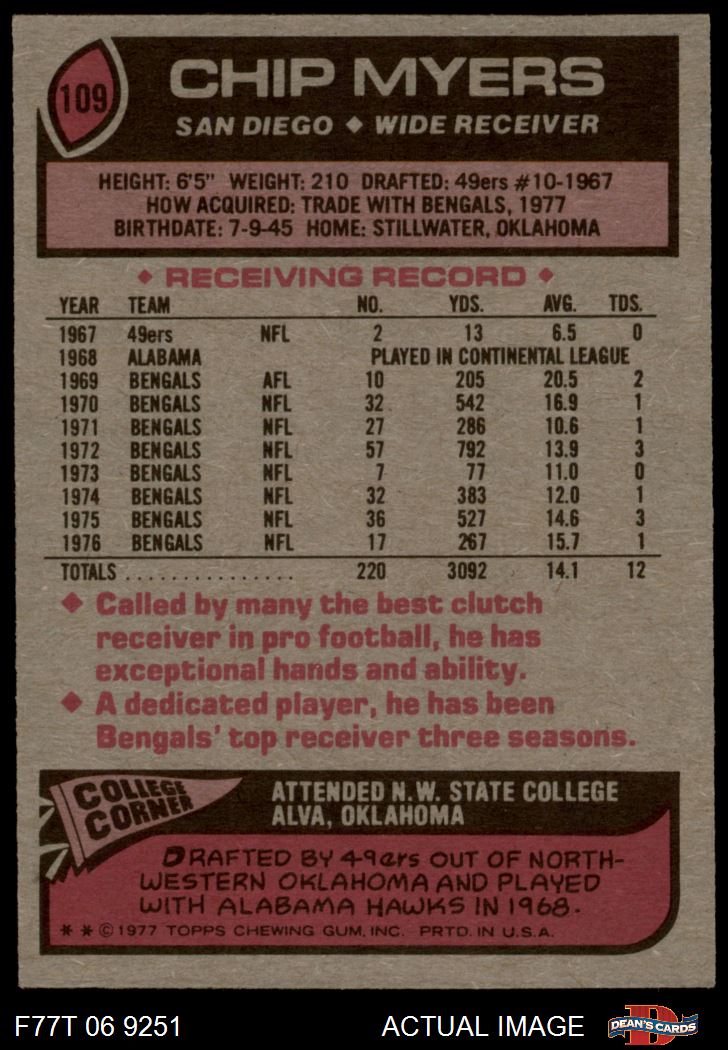 109
CHIP MYERS
SAN DIEGO ◆ WIDE RECEIVER
HEIGHT: 6'5" WEIGHT: 210 DRAFTED: 49ers #10-1967
HOW ACQUIRED: TRADE WITH BENGALS, 1977
BIRTHDATE: 7-9-45 HOME: STILLWATER, OKLAHOMA
◆ RECEIVING RECORD ◆
YEAR TEAM NO. YDS. AVG. TDS.
1967 49ers NFL 2 13 6.5 0
1968 ALABAMA PLAYED IN CONTINENTAL LEAGUE
1969 BENGALS AFL 10 205 20.5 2
1970 BENGALS NFL 32 542 16.9 1
1971 BENGALS NFL 27 286 10.6 1
1972 BENGALS NFL 57 792 13.9 3
1973 BENGALS NFL 7 77 11.0 0
1974 BENGALS NFL 32 383 12.0 1
1975 BENGALS NFL 36 527 14.6 3
1976 BENGALS NFL 17 267 15.7 1
TOTALS ............... 220 3092 14.1 12
◆ Called by many the best clutch
receiver in pro football, he has
exceptional hands and ability.
◆ A dedicated player, he has been
Bengals' top receiver three seasons.
COLLEGE
CORNER
ATTENDED N.W. STATE COLLEGE
ALVA, OKLAHOMA
DRAFTED BY 49ers OUT OF NORTH-
WESTERN OKLAHOMA AND PLAYED
WITH ALABAMA HAWKS IN 1968.
* * © 1977 TOPPS CHEWING GUM, INC. PRTD. IN U.S.A.
F77T 06 9251 ACTUAL IMAGE
D
DEAN'S CARDS